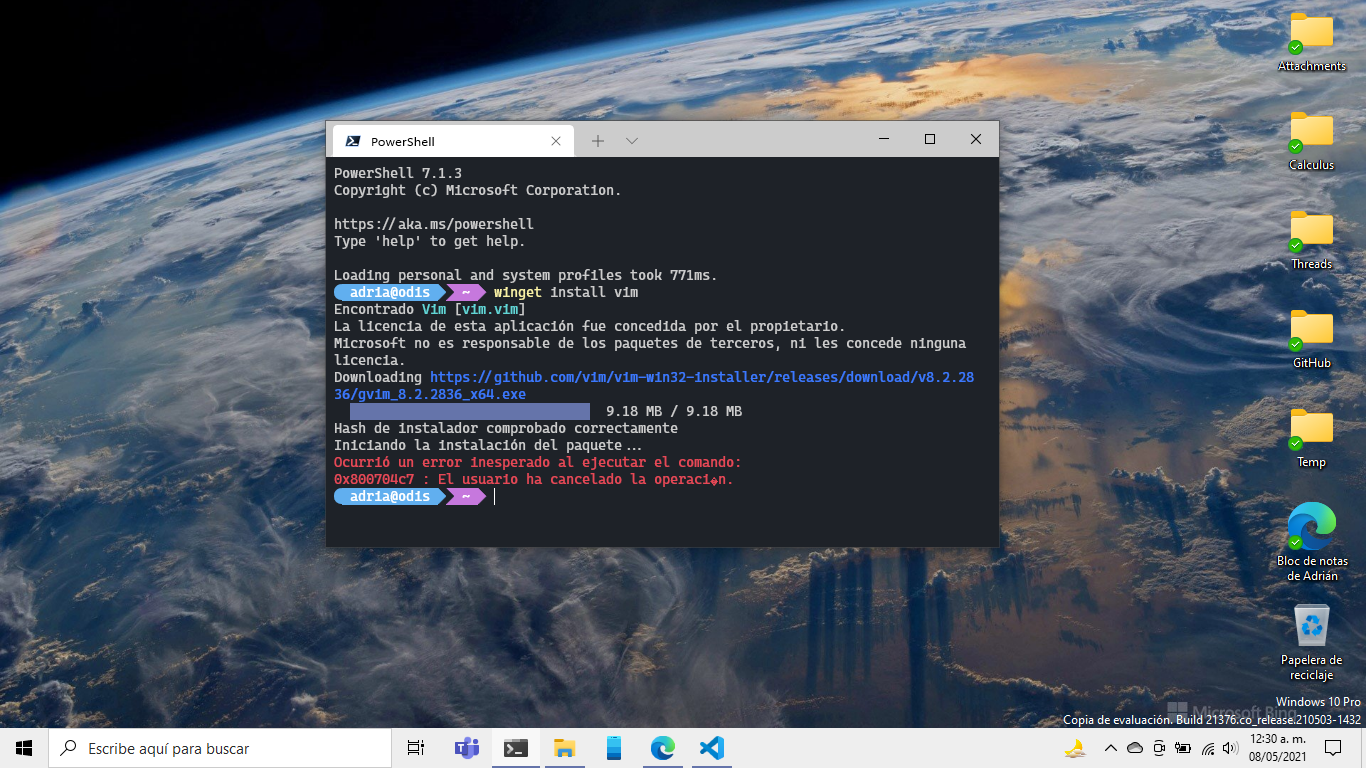 Attachments
Calculus
Threads
GitHub
Temp
Bloc de notas
de Adrián
Papelera de
reciclaje
PowerShell
PowerShell 7.1.3
Copyright (c) Microsoft Corporation.
https://aka.ms/powershell
Type 'help' to get help.
Loading personal and system profiles took 771ms.
adria@odis ~ winget install vim
Encontrado Vim [vim.vim]
La licencia de esta aplicación fue concedida por el propietario.
Microsoft no es responsable de los paquetes de terceros, ni les concede ninguna
licencia.
Downloading https://github.com/vim/vim-win32-installer/releases/download/v8.2.28
36/gvim_8.2.2836_x64.exe
9.18 MB / 9.18 MB
Hash de instalador comprobado correctamente
Iniciando la instalación del paquete...
Ocurrió un error inesperado al ejecutar el comando:
0x800704c7 : El usuario ha cancelado la operaci�n.
adria@odis ~
Microsoft Bing
Windows 10 Pro
Copia de evaluación. Build 21376.co_release.210503-1432
Escribe aquí para buscar
12:30 a. m.
08/05/2021